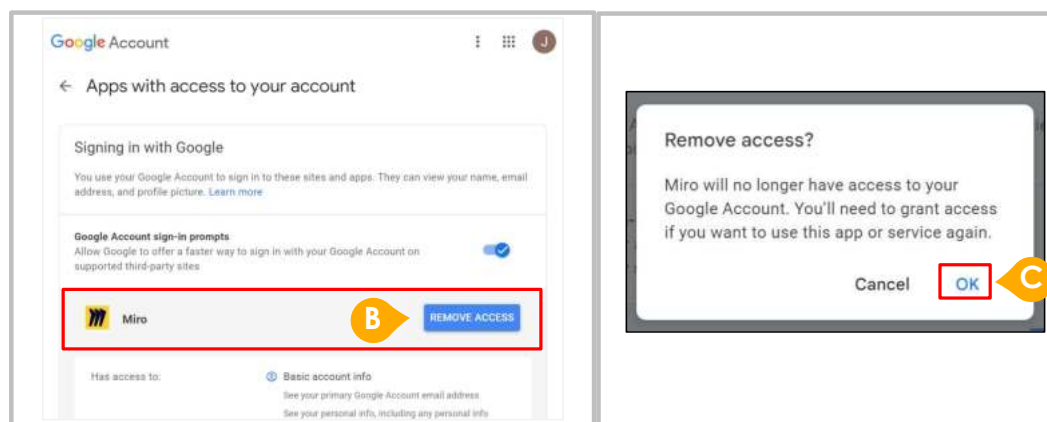 Google Account
J
← Apps with access to your account
Signing in with Google
You use your Google Account to sign in to these sites and apps. They can view your name, email
address, and profile picture. Learn more
Google Account sign-in prompts
Allow Google to offer a faster way to sign in with your Google Account on
supported third-party sites
Miro
B
REMOVE ACCESS
Has access to:
Basic account info
See your primary Google Account email address
See your personal info, including any personal info
Remove access?
Miro will no longer have access to your
Google Account. You'll need to grant access
if you want to use this app or service again.
Cancel
OK
C